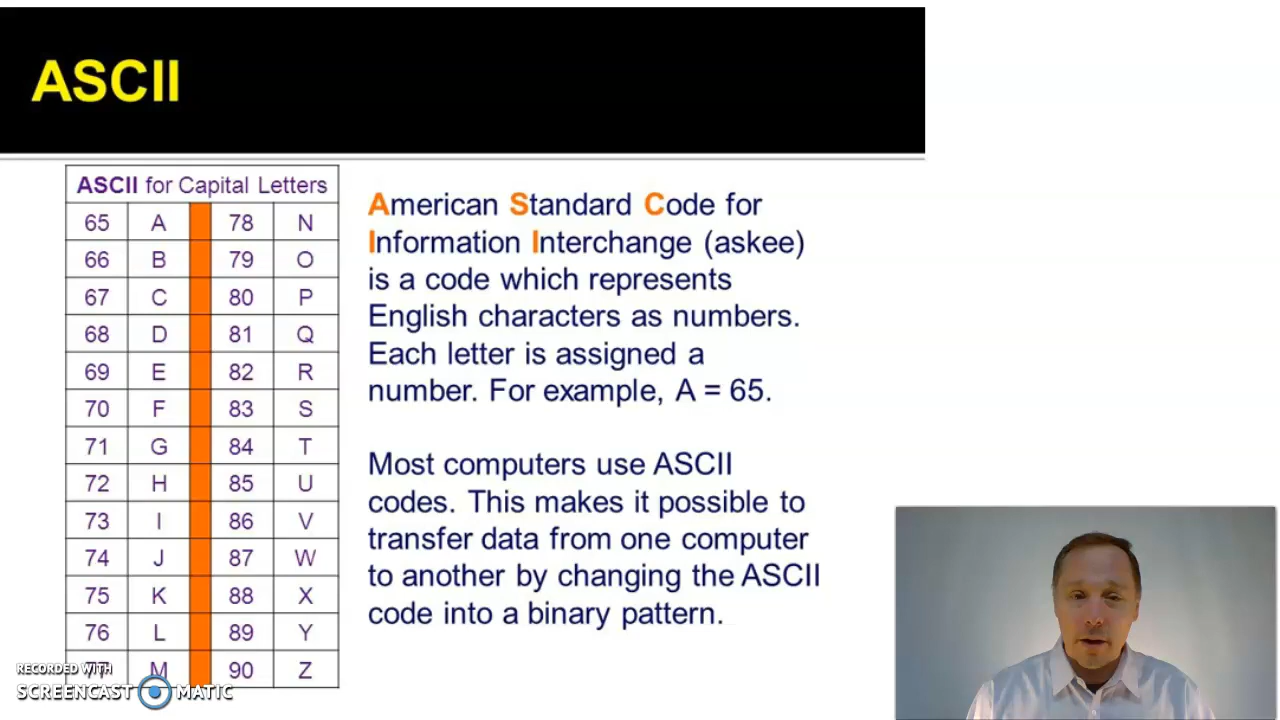 ASCII
ASCII for Capital Letters
65 A 78 N
66 B 79 O
67 C 80 P
68 D 81 Q
69 E 82 R
70 F 83 S
71 G 84 T
72 H 85 U
73 I 86 V
74 J 87 W
75 K 88 X
76 L 89 Y
77 M 90 Z
American Standard Code for
Information Interchange (askee)
is a code which represents
English characters as numbers.
Each letter is assigned a
number. For example, A = 65.
Most computers use ASCII
codes. This makes it possible to
transfer data from one computer
to another by changing the ASCII
code into a binary pattern.
RECORDED WITH
SCREENCAST MATIC